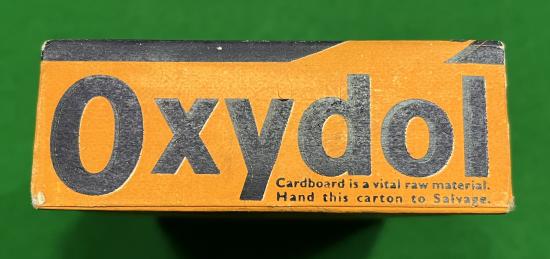 Oxydol
Cardboard is a vital raw material.
Hand this carton to Salvage.